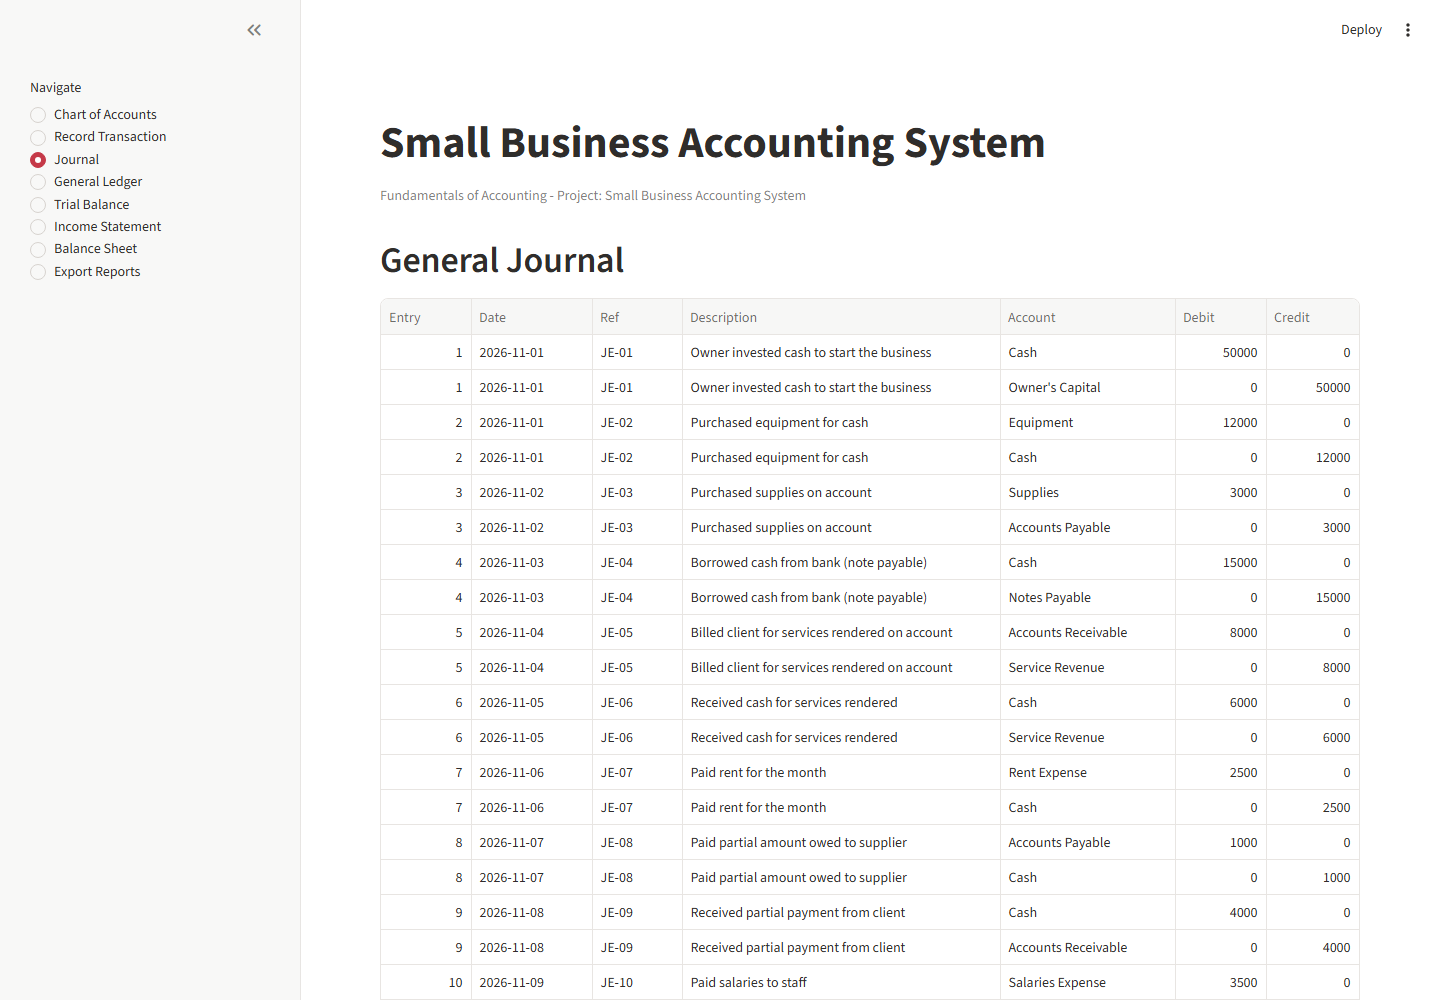 Deploy
Navigate
Chart of Accounts
Record Transaction
Journal
General Ledger
Trial Balance
Income Statement
Balance Sheet
Export Reports
Small Business Accounting System
Fundamentals of Accounting - Project: Small Business Accounting System
General Journal
Entry Date Ref Description Account Debit Credit
1 2026-11-01 JE-01 Owner invested cash to start the business Cash 50000 0
1 2026-11-01 JE-01 Owner invested cash to start the business Owner's Capital 0 50000
2 2026-11-01 JE-02 Purchased equipment for cash Equipment 12000 0
2 2026-11-01 JE-02 Purchased equipment for cash Cash 0 12000
3 2026-11-02 JE-03 Purchased supplies on account Supplies 3000 0
3 2026-11-02 JE-03 Purchased supplies on account Accounts Payable 0 3000
4 2026-11-03 JE-04 Borrowed cash from bank (note payable) Cash 15000 0
4 2026-11-03 JE-04 Borrowed cash from bank (note payable) Notes Payable 0 15000
5 2026-11-04 JE-05 Billed client for services rendered on account Accounts Receivable 8000 0
5 2026-11-04 JE-05 Billed client for services rendered on account Service Revenue 0 8000
6 2026-11-05 JE-06 Received cash for services rendered Cash 6000 0
6 2026-11-05 JE-06 Received cash for services rendered Service Revenue 0 6000
7 2026-11-06 JE-07 Paid rent for the month Rent Expense 2500 0
7 2026-11-06 JE-07 Paid rent for the month Cash 0 2500
8 2026-11-07 JE-08 Paid partial amount owed to supplier Accounts Payable 1000 0
8 2026-11-07 JE-08 Paid partial amount owed to supplier Cash 0 1000
9 2026-11-08 JE-09 Received partial payment from client Cash 4000 0
9 2026-11-08 JE-09 Received partial payment from client Accounts Receivable 0 4000
10 2026-11-09 JE-10 Paid salaries to staff Salaries Expense 3500 0